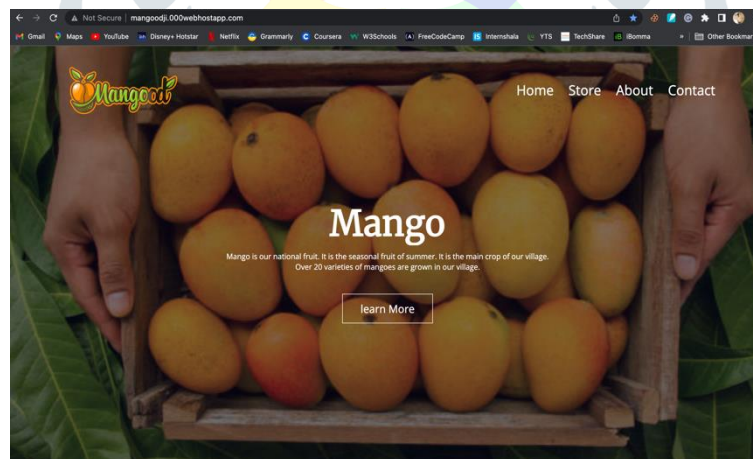 Not Secure | mangoodji.000webhostapp.com
Gmail Maps YouTube Disney+ Hotstar Netflix Grammarly Coursera W3Schools FreeCodeCamp Internshala YTS TechShare iBomma » Other Bookmar
Mangood
Home Store About Contact
Mango
Mango is our national fruit. It is the seasonal fruit of summer. It is the main crop of our village.
Over 20 varieties of mangoes are grown in our village.
learn More